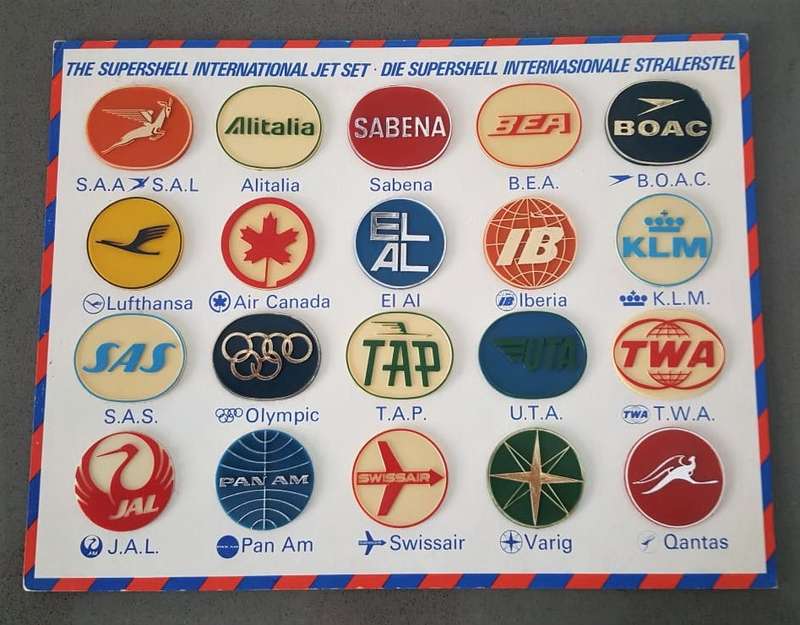 THE SUPERSHELL INTERNATIONAL JET SET · DIE SUPERSHELL INTERNASIONALE STRALERSTEL
Alitalia SABENA BEA BOAC
S.A.A S.A.L Alitalia Sabena B.E.A. B.O.A.C.
EL AL IB KLM
Lufthansa Air Canada El Al IB Iberia K.L.M.
SAS TAP UTA TWA
S.A.S. Olympic T.A.P. U.T.A. TWA T.W.A.
JAL PAN AM SWISSAIR
J.A.L. PAN AM Pan Am Swissair Varig Qantas